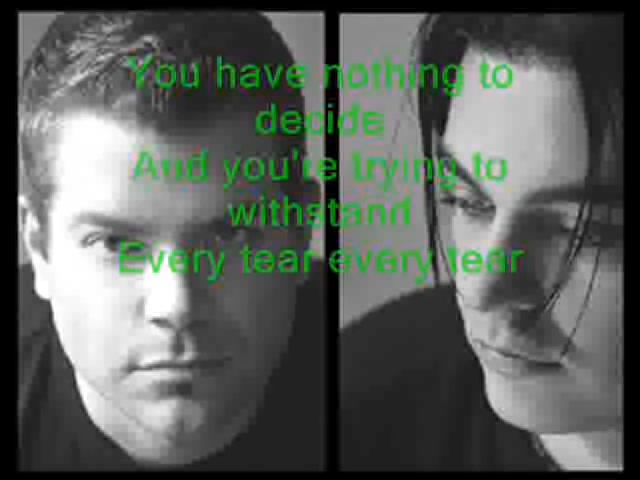 You have nothing to
decide
And you're trying to
withstand
Every tear every tear